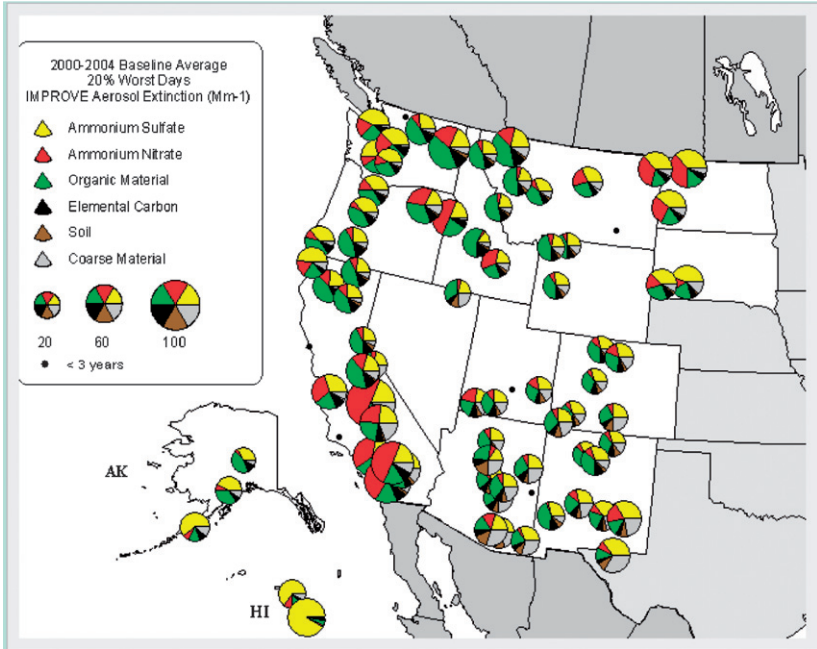 2000-2004 Baseline Average
20% Worst Days
IMPROVE Aerosol Extinction (Mm-1)
Ammonium Sulfate
Ammonium Nitrate
Organic Material
Elemental Carbon
Soil
Coarse Material
20 60 100
< 3 years
AK
HI